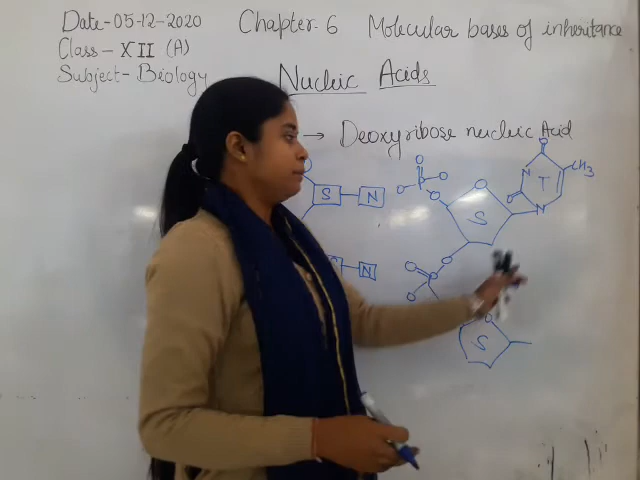 Date-05-12-2020 Chapter-6 Molecular bases of inheritance
Class-XII (A)
Subject-Biology
Nucleic Acids
→ Deoxyribose nucleic Acid
O
O P O
O
O
S
O
N
O
N
T
CH3
S N
O
O
O
N
O
S